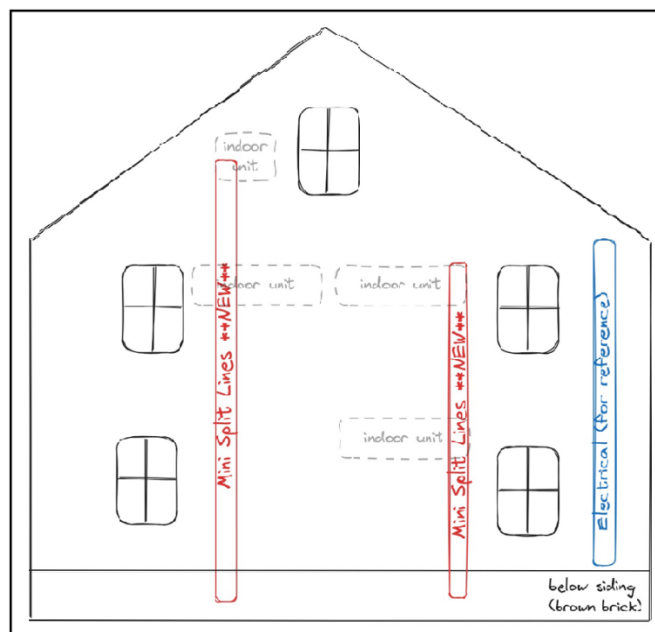 indoor
unit
indoor unit
indoor unit
indoor unit
Mini Split Lines **NEW**
Mini Split Lines **NEW**
Electrical (for reference)
below siding
(brown brick)